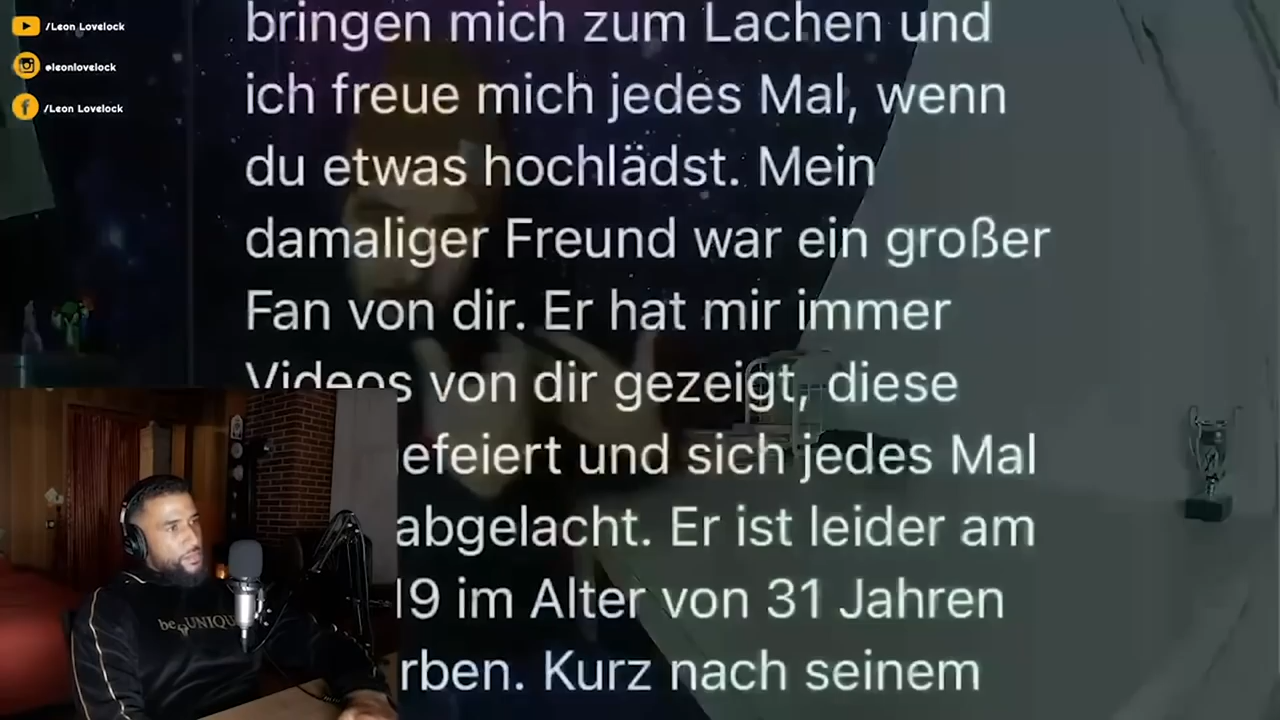 /Leon Lovelock
@leonlovelock
/Leon Lovelock
bringen mich zum Lachen und
ich freue mich jedes Mal, wenn
du etwas hochlädst. Mein
damaliger Freund war ein großer
Fan von dir. Er hat mir immer
Videos von dir gezeigt, diese
efeiert und sich jedes Mal
abgelacht. Er ist leider am
19 im Alter von 31 Jahren
rben. Kurz nach seinem
be UNIQU